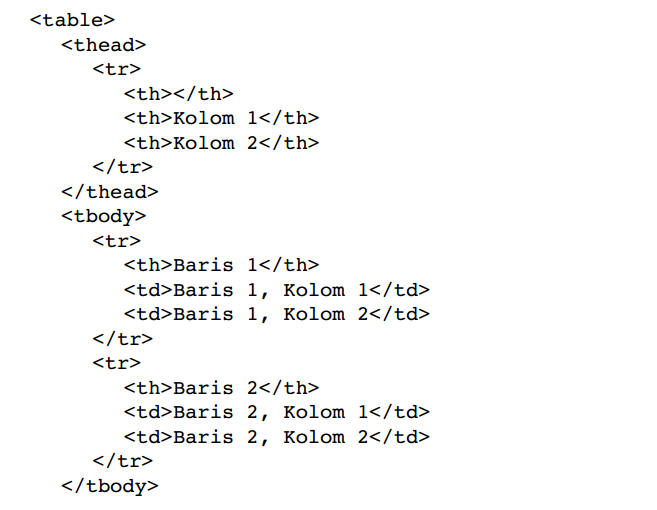 <table>
<thead>
<tr>
<th></th>
<th>Kolom 1</th>
<th>Kolom 2</th>
</tr>
</thead>
<tbody>
<tr>
<th>Baris 1</th>
<td>Baris 1, Kolom 1</td>
<td>Baris 1, Kolom 2</td>
</tr>
<tr>
<th>Baris 2</th>
<td>Baris 2, Kolom 1</td>
<td>Baris 2, Kolom 2</td>
</tr>
</tbody>